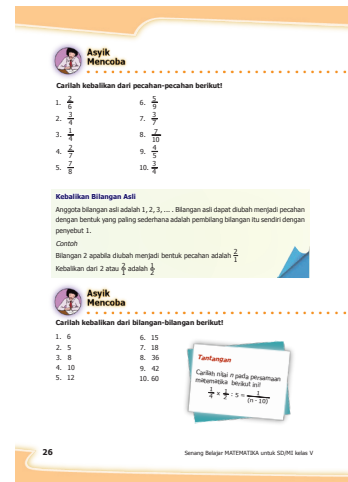 Asyik
Mencoba
Carilah kebalikan dari pecahan-pecahan berikut!
1. 2/6
2. 3/4
3. 1/4
4. 2/7
5. 7/8
6. 5/9
7. 3/7
8. 7/10
9. 4/5
10. 3/4
Kebalikan Bilangan Asli
Anggota bilangan asli adalah 1, 2, 3, ... . Bilangan asli dapat diubah menjadi pecahan
dengan bentuk yang paling sederhana adalah pembilang bilangan itu sendiri dengan
penyebut 1.
Contoh
Bilangan 2 apabila diubah menjadi bentuk pecahan adalah 2/1
Kebalikan dari 2 atau 2/1 adalah 1/2
Asyik
Mencoba
Carilah kebalikan dari bilangan-bilangan berikut!
1. 6
2. 5
3. 8
4. 10
5. 12
6. 15
7. 18
8. 36
9. 42
10. 60
Tantangan
Carilah nilai n pada persamaan
matematika berikut ini!
1/4 x 1/2 : 5 = 1/(n - 10)
26
Senang Belajar MATEMATIKA untuk SD/MI kelas V